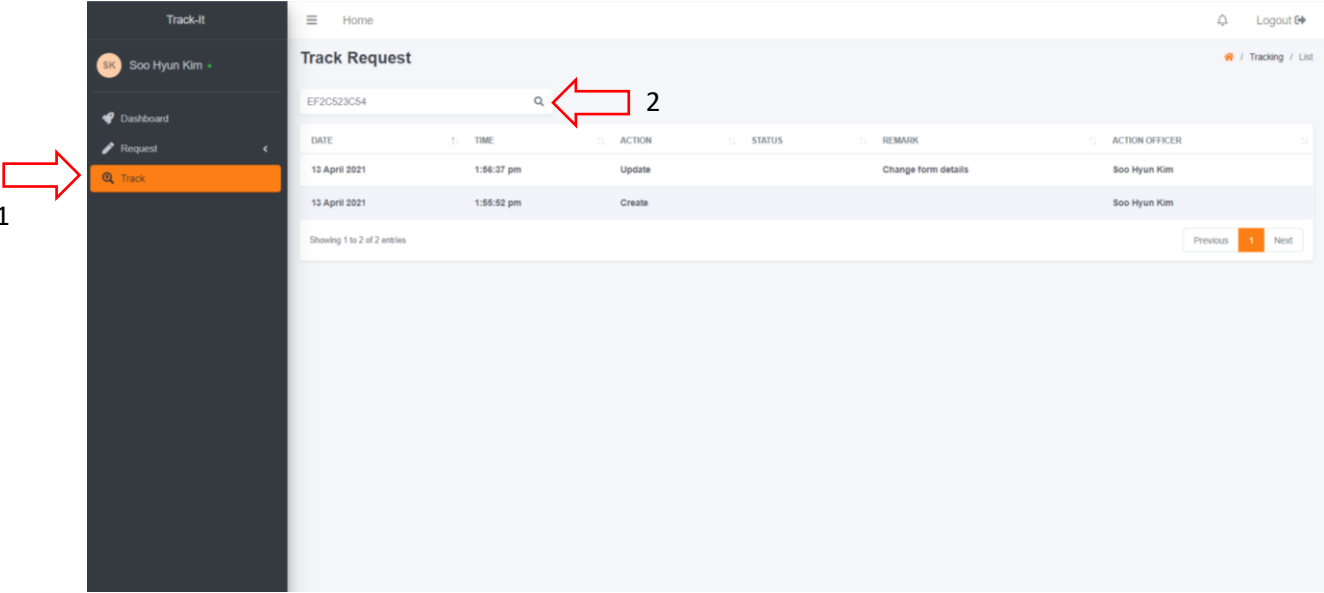 Track-It
Home
Logout
SK Soo Hyun Kim
Track Request
Tracking / List
EF2C523C54
2
Dashboard
Request
Track
1
DATE TIME ACTION STATUS REMARK ACTION OFFICER
13 April 2021 1:56:37 pm Update Change form details Soo Hyun Kim
13 April 2021 1:55:52 pm Create Soo Hyun Kim
Showing 1 to 2 of 2 entries
Previous 1 Next